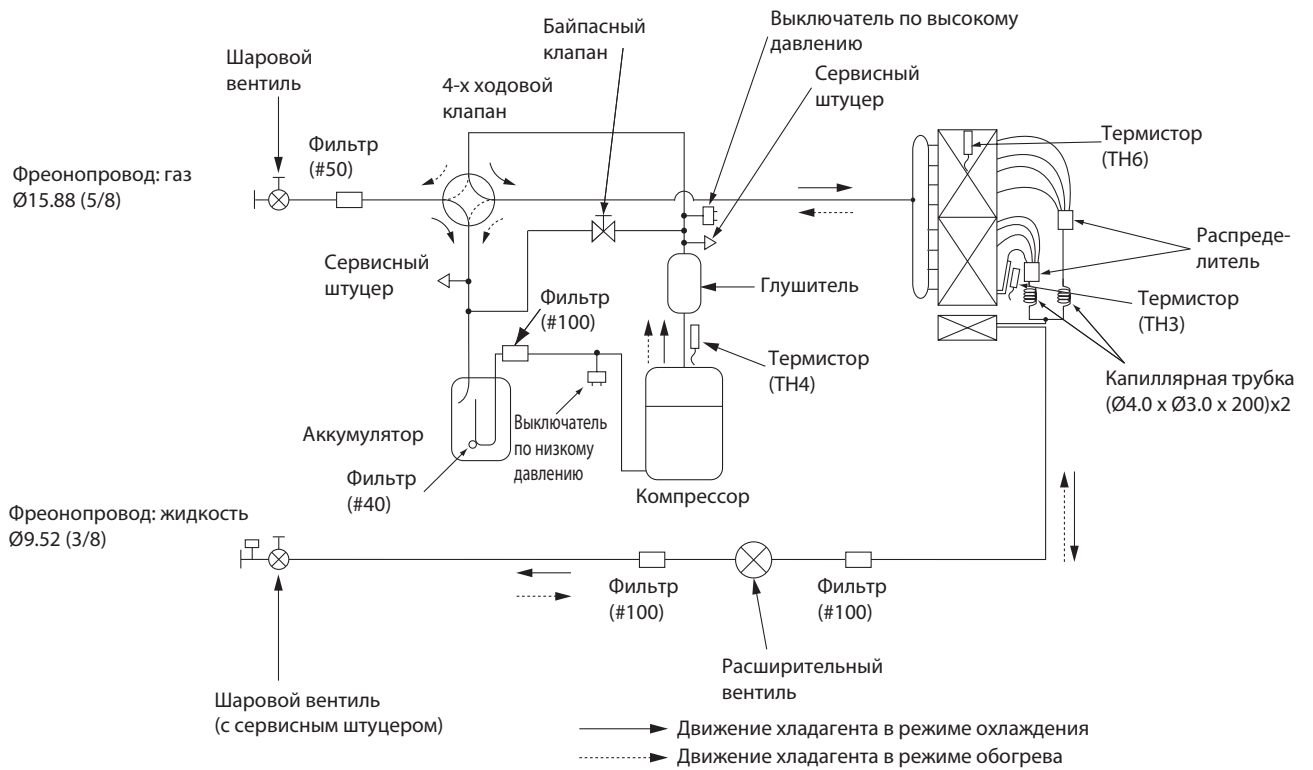 Байпасный
клапан
Выключатель по высокому
давлению
Шаровой
вентиль
4-х ходовой
клапан
Сервисный
штуцер
Фильтр
(#50)
Термистор
(TH6)
Фреонопровод: газ
Ø15.88 (5/8)
Распреде-
литель
Сервисный
штуцер
Глушитель
Фильтр
(#100)
Термистор
(TH3)
Термистор
(TH4)
Капиллярная трубка
(Ø4.0 x Ø3.0 x 200)x2
Аккумулятор
Выключатель
по низкому
давлению
Фильтр
(#40)
Компрессор
Фреонопровод: жидкость
Ø9.52 (3/8)
Фильтр
(#100)
Фильтр
(#100)
Расширительный
вентиль
Шаровой вентиль
(с сервисным штуцером)
Движение хладагента в режиме охлаждения
Движение хладагента в режиме обогрева